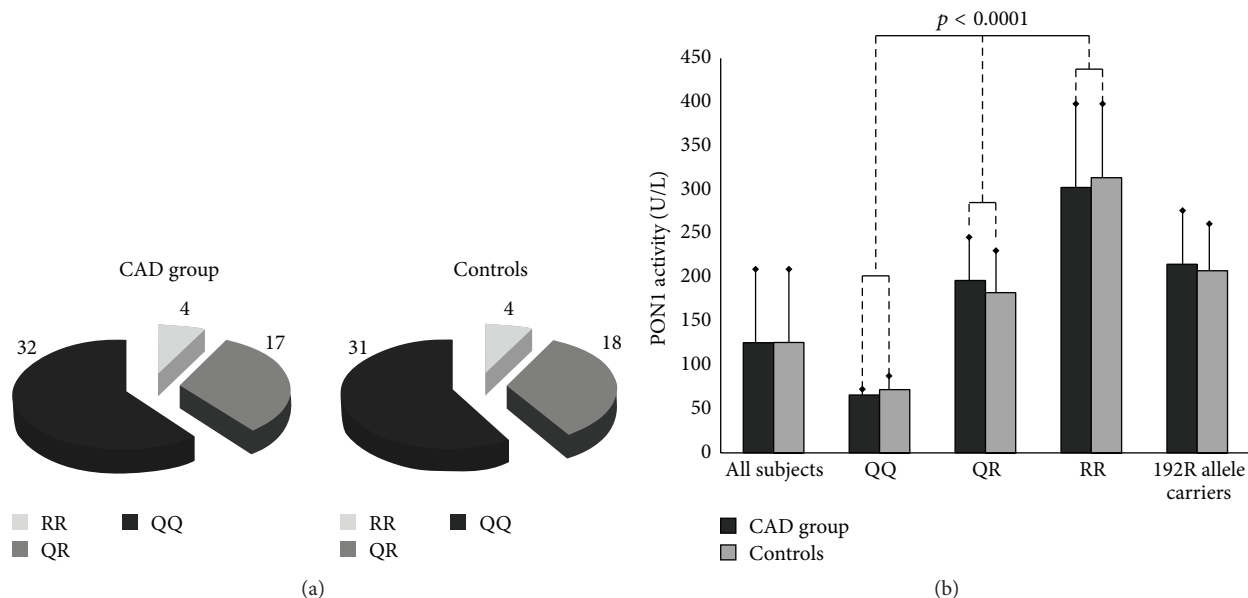 CAD group
4
17
32
RR
QQ
QR
Controls
4
18
31
RR
QQ
QR
(a)
p < 0.0001
PON1 activity (U/L)
450
400
350
300
250
200
150
100
50
0
All subjects
QQ
QR
RR
192R allele
carriers
CAD group
Controls
(b)